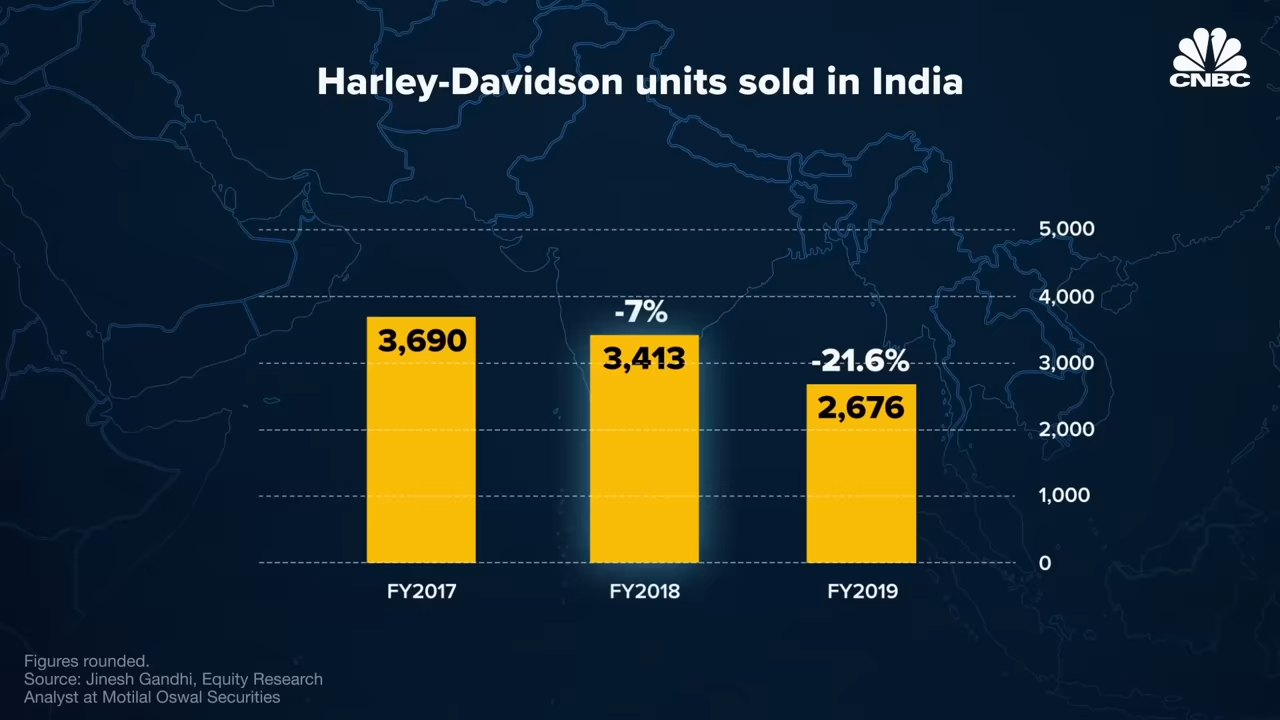 Harley-Davidson units sold in India
CNBC
5,000
4,000
-7%
3,690
3,413
3,000
-21.6%
2,676
2,000
1,000
0
FY2017
FY2018
FY2019
Figures rounded.
Source: Jinesh Gandhi, Equity Research
Analyst at Motilal Oswal Securities